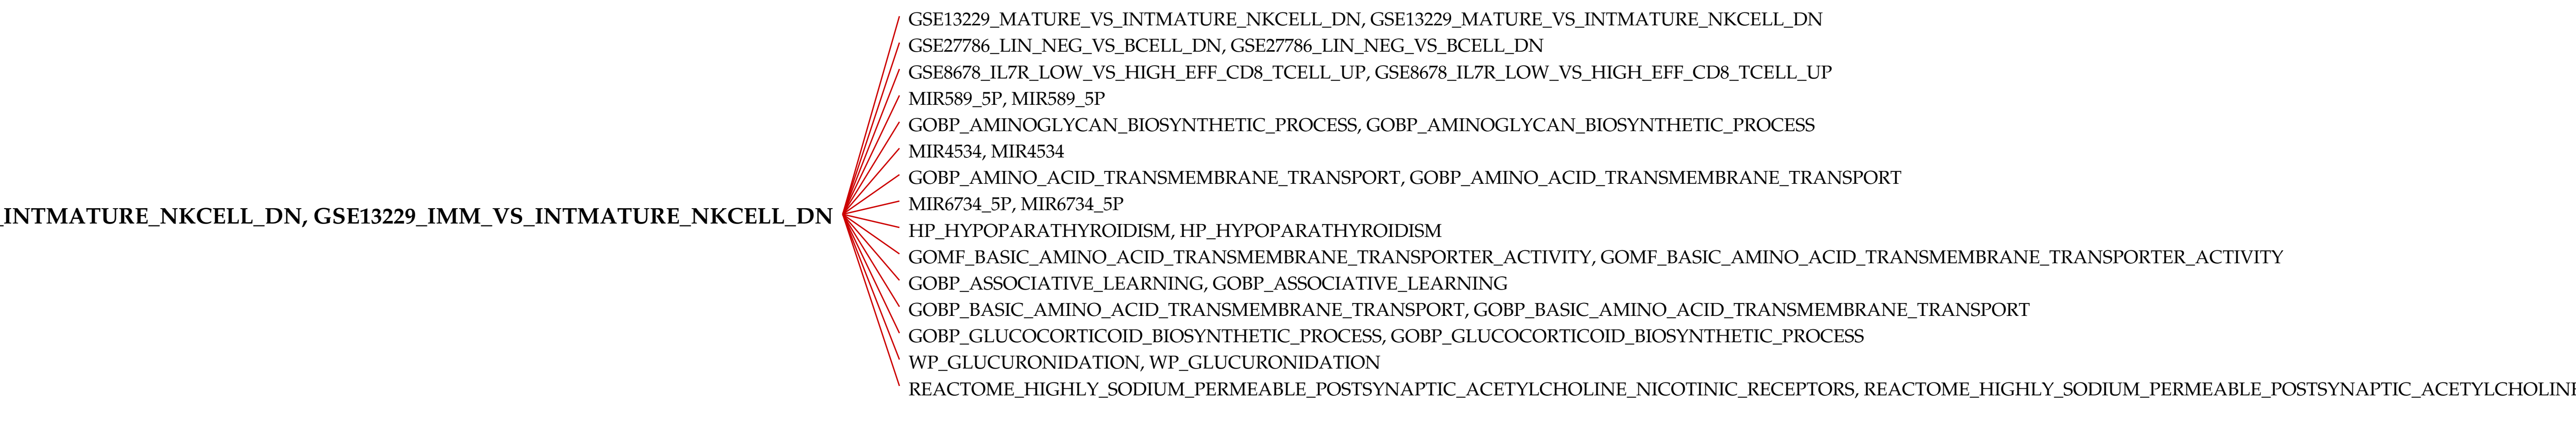 GSE13229_MATURE_VS_INTMATURE_NKCELL_DN, GSE13229_MATURE_VS_INTMATURE_NKCELL_DN
GSE27786_LIN_NEG_VS_BCELL_DN, GSE27786_LIN_NEG_VS_BCELL_DN
GSE8678_IL7R_LOW_VS_HIGH_EFF_CD8_TCELL_UP, GSE8678_IL7R_LOW_VS_HIGH_EFF_CD8_TCELL_UP
MIR589_5P, MIR589_5P
GOBP_AMINOGLYCAN_BIOSYNTHETIC_PROCESS, GOBP_AMINOGLYCAN_BIOSYNTHETIC_PROCESS
MIR4534, MIR4534
GOBP_AMINO_ACID_TRANSMEMBRANE_TRANSPORT, GOBP_AMINO_ACID_TRANSMEMBRANE_TRANSPORT
MIR6734_5P, MIR6734_5P
_INTMATURE_NKCELL_DN, GSE13229_IMM_VS_INTMATURE_NKCELL_DN
HP_HYPOPARATHYROIDISM, HP_HYPOPARATHYROIDISM
GOMF_BASIC_AMINO_ACID_TRANSMEMBRANE_TRANSPORTER_ACTIVITY, GOMF_BASIC_AMINO_ACID_TRANSMEMBRANE_TRANSPORTER_ACTIVITY
GOBP_ASSOCIATIVE_LEARNING, GOBP_ASSOCIATIVE_LEARNING
GOBP_BASIC_AMINO_ACID_TRANSMEMBRANE_TRANSPORT, GOBP_BASIC_AMINO_ACID_TRANSMEMBRANE_TRANSPORT
GOBP_GLUCOCORTICOID_BIOSYNTHETIC_PROCESS, GOBP_GLUCOCORTICOID_BIOSYNTHETIC_PROCESS
WP_GLUCURONIDATION, WP_GLUCURONIDATION
REACTOME_HIGHLY_SODIUM_PERMEABLE_POSTSYNAPTIC_ACETYLCHOLINE_NICOTINIC_RECEPTORS, REACTOME_HIGHLY_SODIUM_PERMEABLE_POSTSYNAPTIC_ACETYLCHOLINE